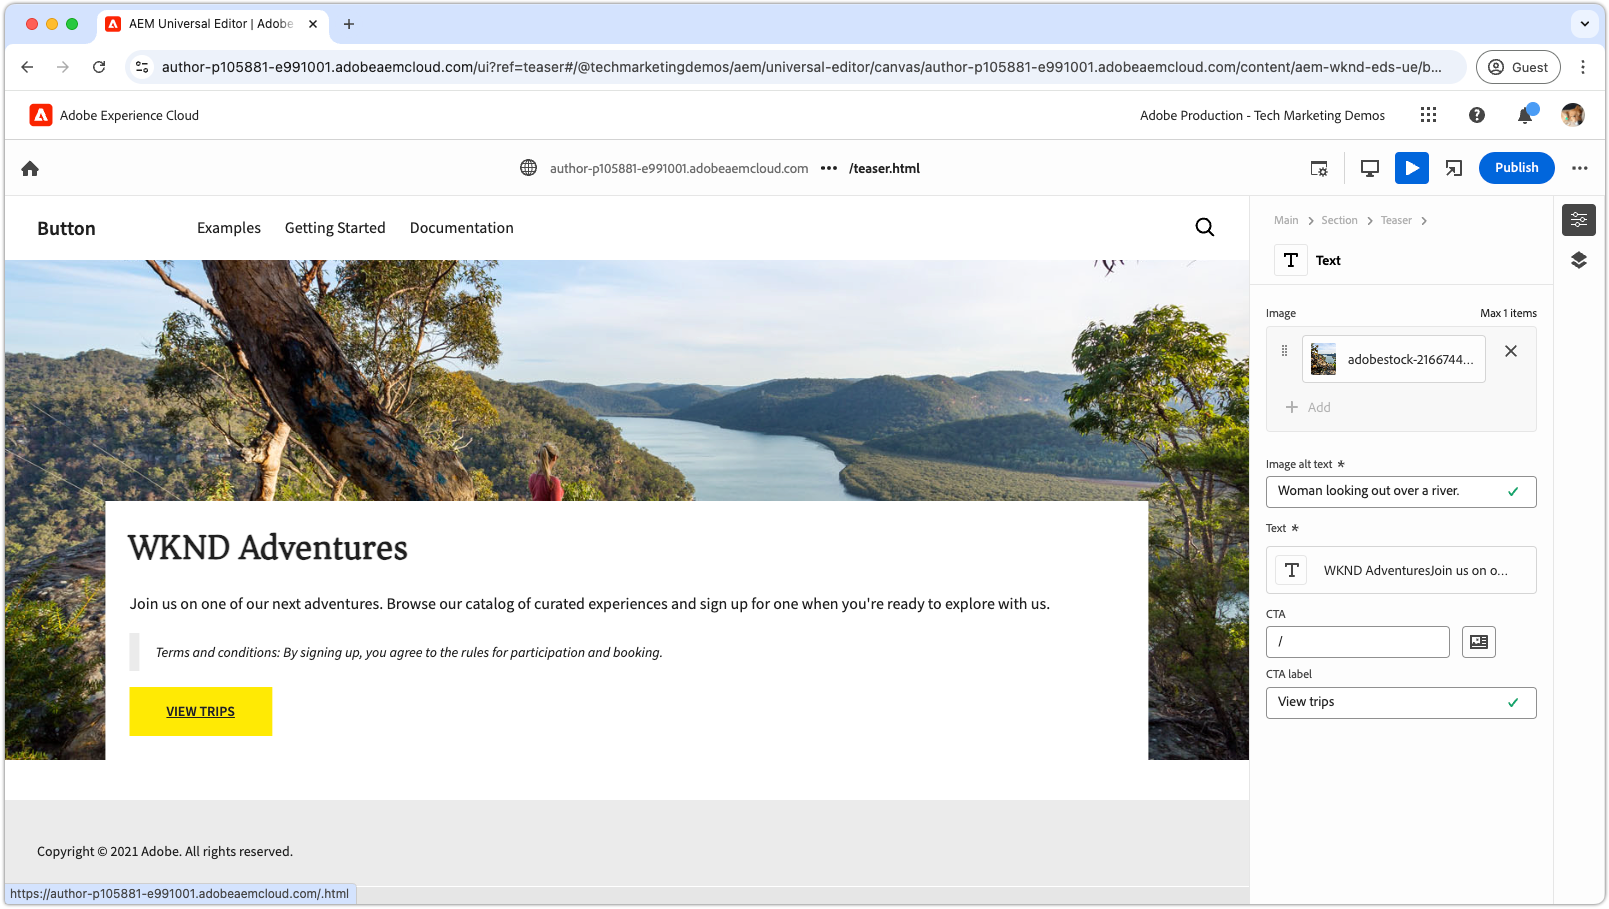 AEM Universal Editor | Adobe
author-p105881-e991001.adobeaemcloud.com/ui?ref=teaser#/@techmarketingdemos/aem/universal-editor/canvas/author-p105881-e991001.adobeaemcloud.com/content/aem-wknd-eds-ue/b...
Guest
Adobe Experience Cloud
Adobe Production - Tech Marketing Demos
author-p105881-e991001.adobeaemcloud.com ••• /teaser.html
Publish
Button
Examples
Getting Started
Documentation
Main > Section > Teaser >
Text
Image
Max 1 items
adobestock-2166744...
Add
Image alt text *
Woman looking out over a river.
Text *
WKND AdventuresJoin us on o...
CTA
/
CTA label
View trips
WKND Adventures
Join us on one of our next adventures. Browse our catalog of curated experiences and sign up for one when you're ready to explore with us.
Terms and conditions: By signing up, you agree to the rules for participation and booking.
VIEW TRIPS
Copyright © 2021 Adobe. All rights reserved.
https://author-p105881-e991001.adobeaemcloud.com/.html